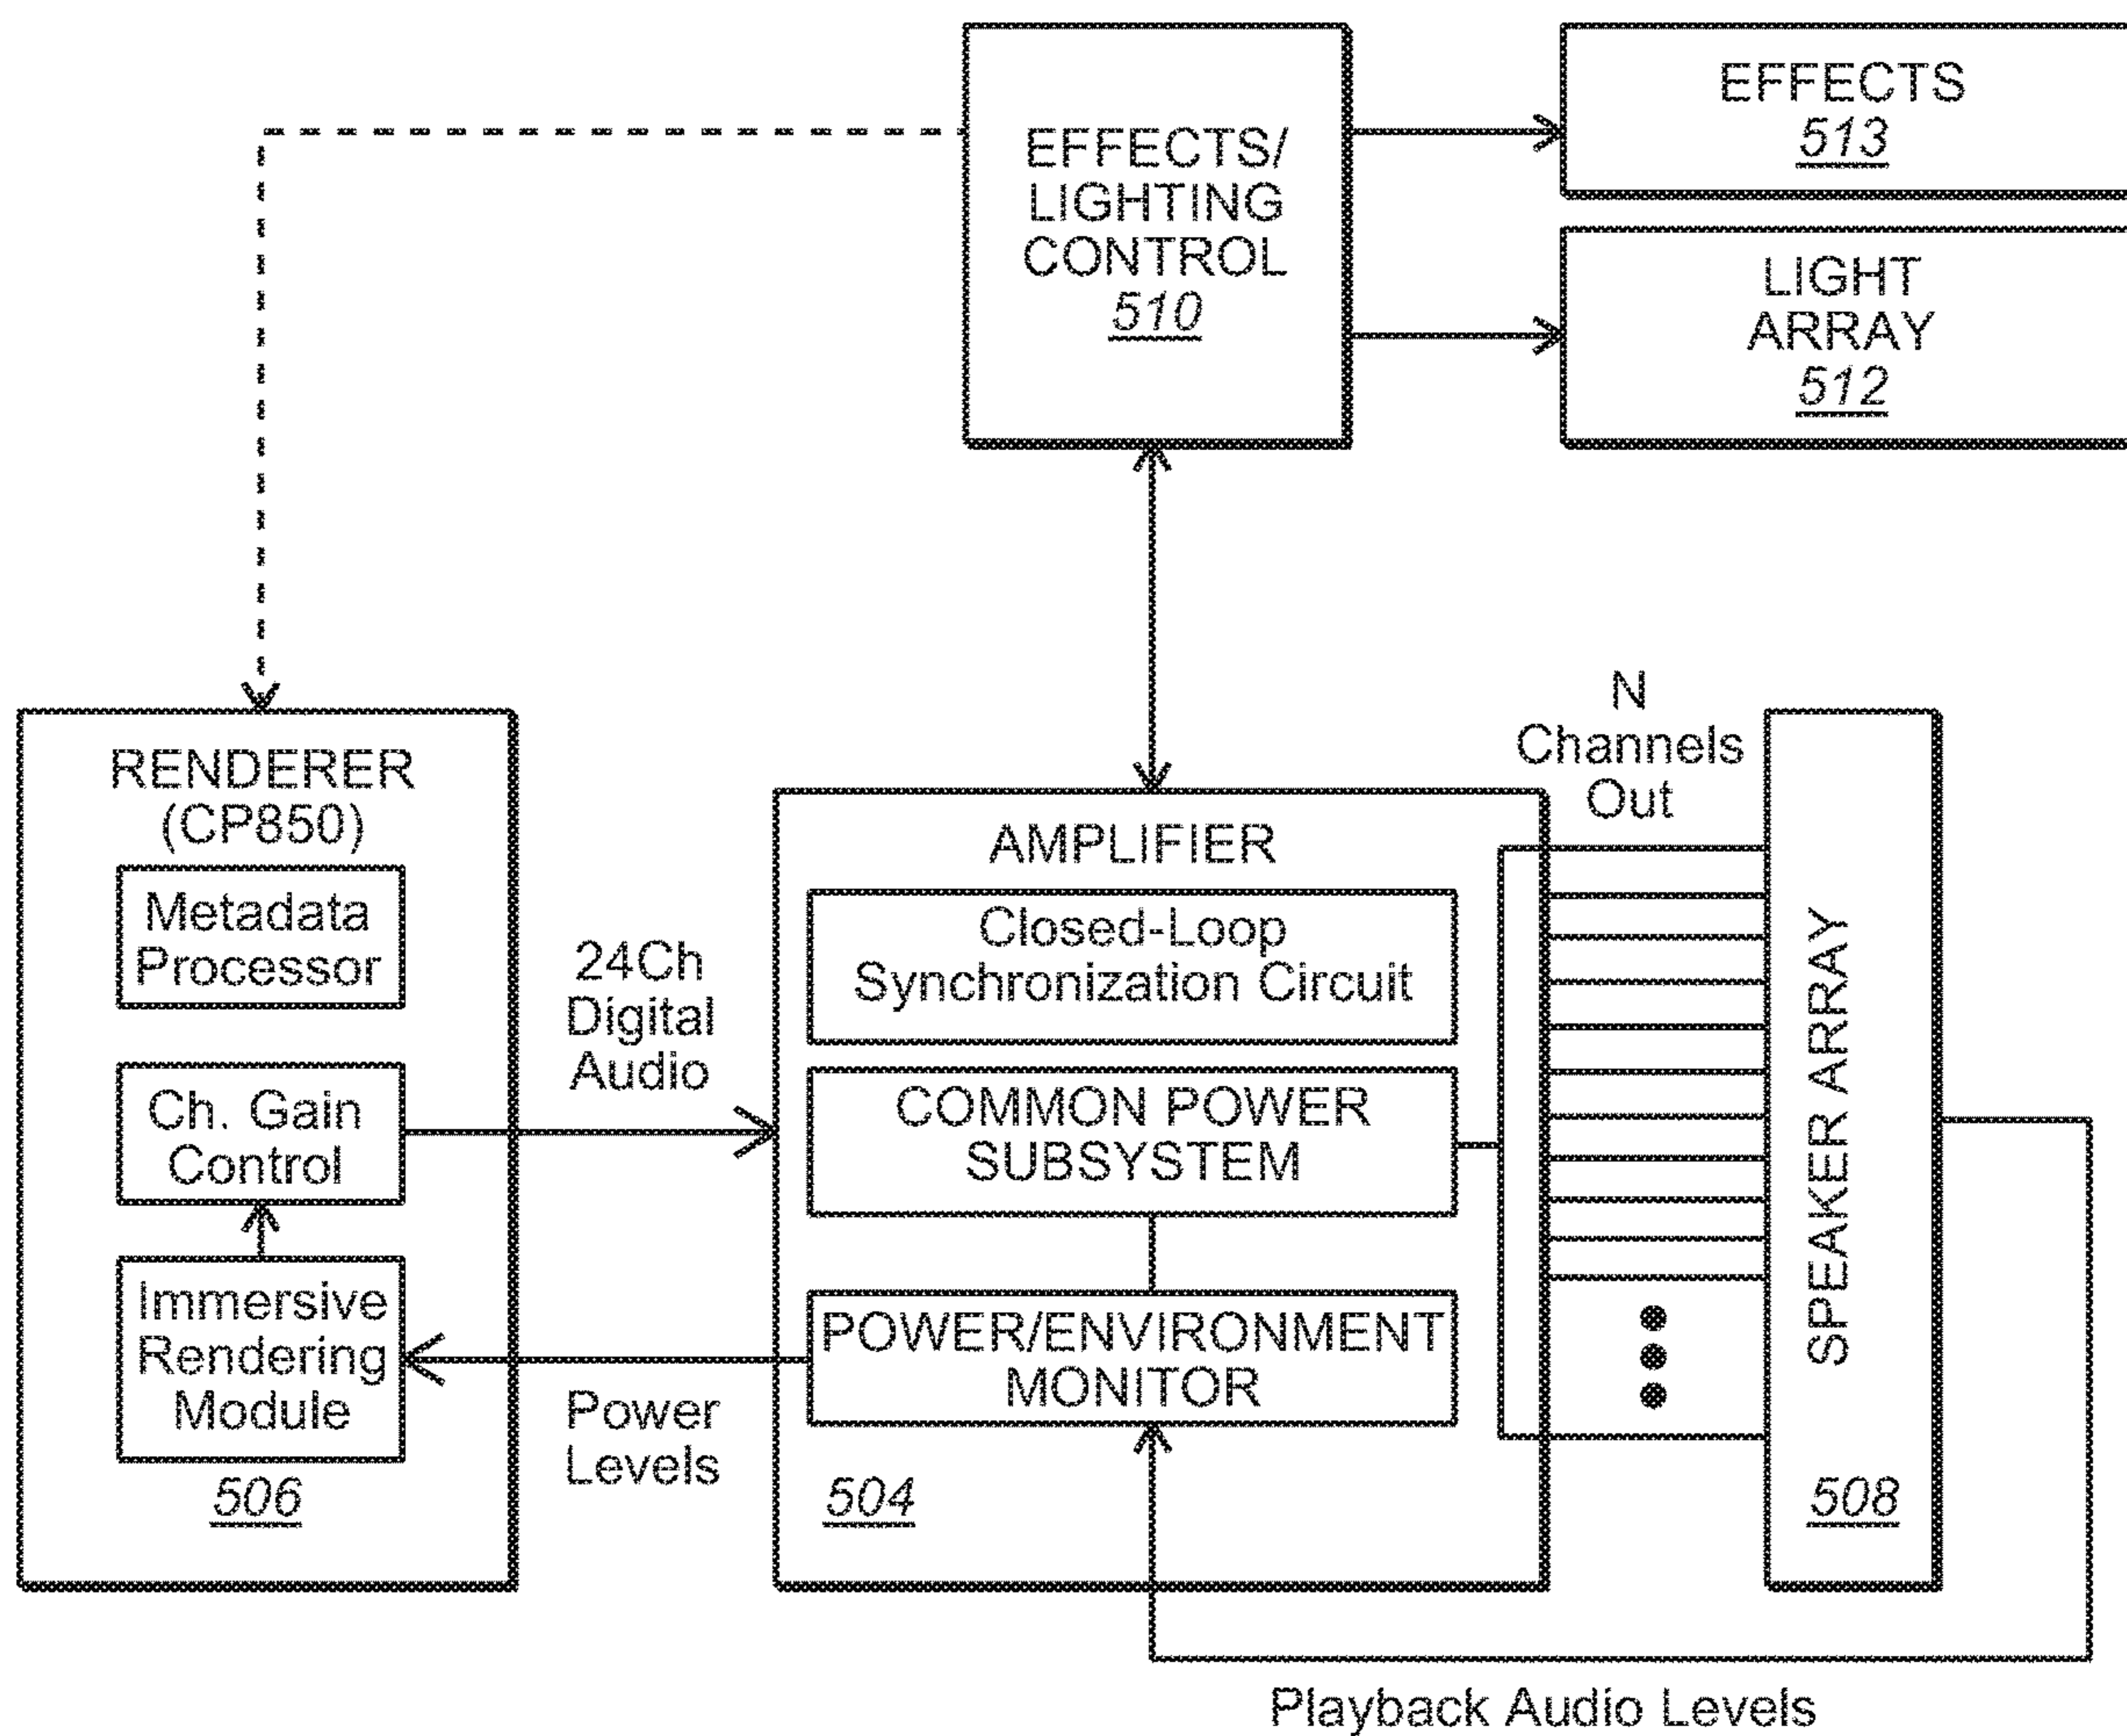 EFFECTS/
LIGHTING
CONTROL
510
EFFECTS
513
LIGHT
ARRAY
512
RENDERER
(CP850)
Metadata
Processor
Ch. Gain
Control
Immersive
Rendering
Module
506
24Ch
Digital
Audio
Power
Levels
AMPLIFIER
Closed-Loop
Synchronization Circuit
COMMON POWER
SUBSYSTEM
POWER/ENVIRONMENT
MONITOR
504
N
Channels
Out
SPEAKER ARRAY
508
Playback Audio Levels